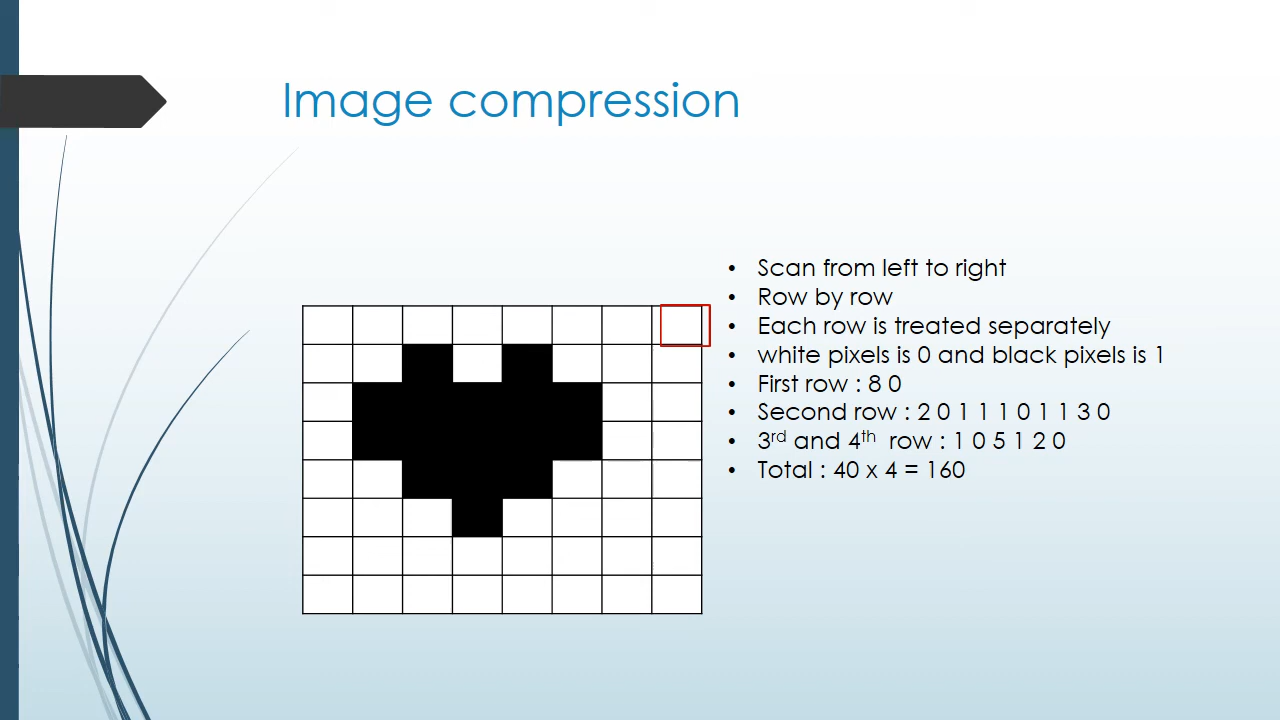 Image compression
• Scan from left to right
• Row by row
• Each row is treated separately
• white pixels is 0 and black pixels is 1
• First row : 8 0
• Second row : 2 0 1 1 1 0 1 1 3 0
• 3rd and 4th row : 1 0 5 1 2 0
• Total : 40 x 4 = 160